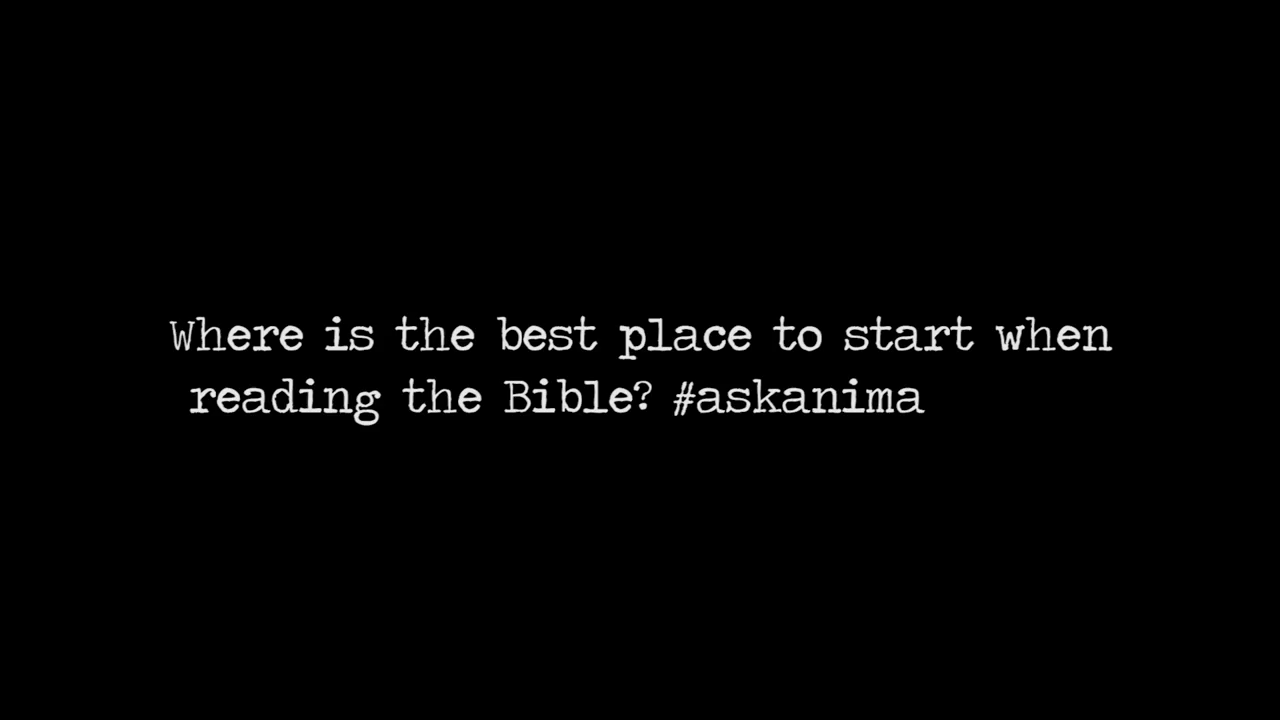 Where is the best place to start when
reading the Bible? #askanima